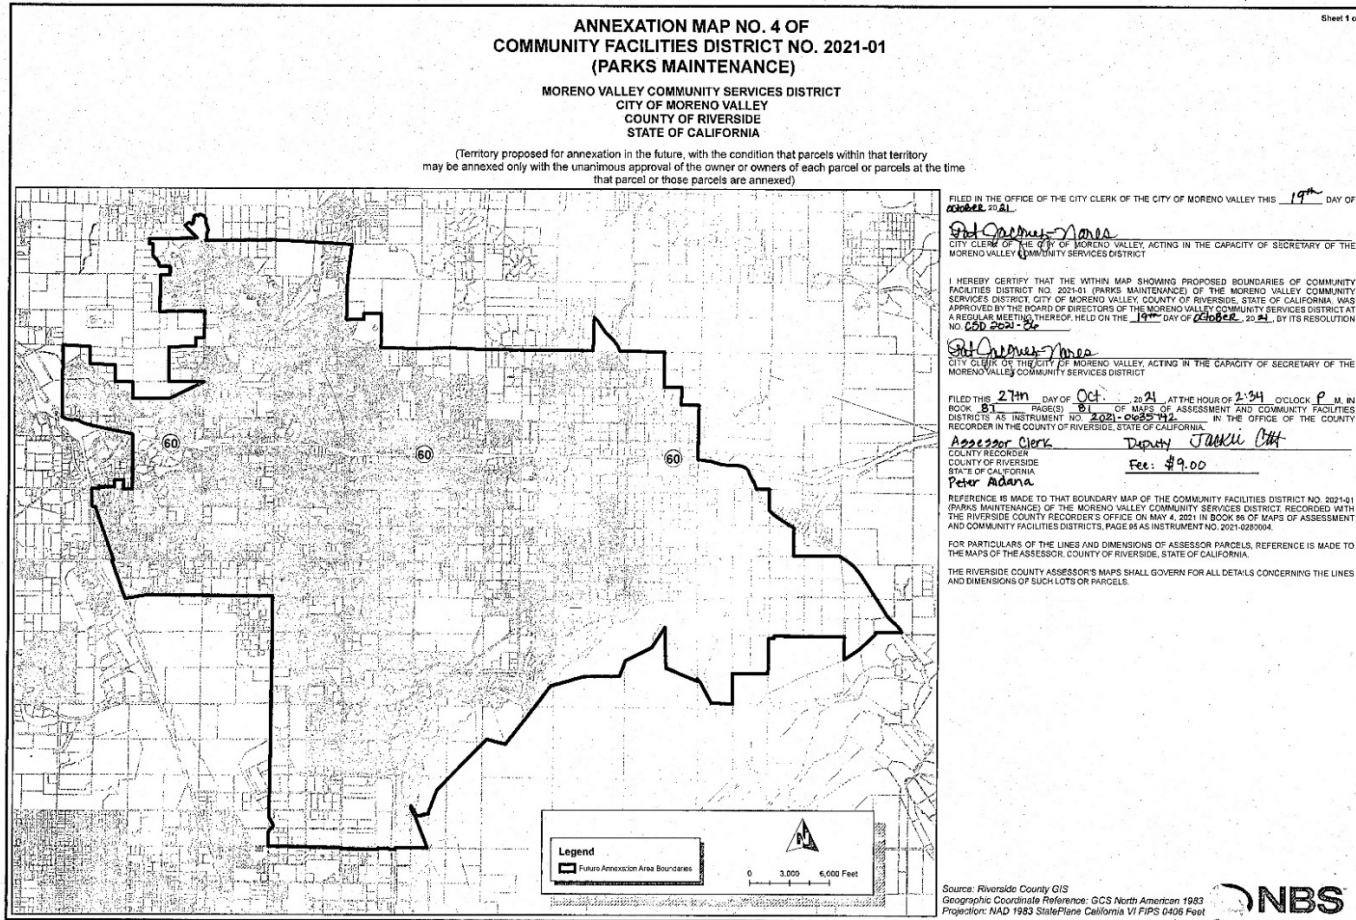 Sheet 1 o
ANNEXATION MAP NO. 4 OF
COMMUNITY FACILITIES DISTRICT NO. 2021-01
(PARKS MAINTENANCE)
MORENO VALLEY COMMUNITY SERVICES DISTRICT
CITY OF MORENO VALLEY
COUNTY OF RIVERSIDE
STATE OF CALIFORNIA
(Territory proposed for annexation in the future, with the condition that parcels within that territory
may be annexed only with the unanimous approval of the owner or owners of each parcel or parcels at the time
that parcel or those parcels are annexed)
60
60
60
Legend
Future Annexation Area Boundaries
N
0 3,000 6,000 Feet
FILED IN THE OFFICE OF THE CITY CLERK OF THE CITY OF MORENO VALLEY THIS 19th DAY OF
October 2021.
Pat Jacquez-Nares
CITY CLERK OF THE CITY OF MORENO VALLEY, ACTING IN THE CAPACITY OF SECRETARY OF THE
MORENO VALLEY COMMUNITY SERVICES DISTRICT
I HEREBY CERTIFY THAT THE WITHIN MAP SHOWING PROPOSED BOUNDARIES OF COMMUNITY
FACILITIES DISTRICT NO. 2021-01 (PARKS MAINTENANCE) OF THE MORENO VALLEY COMMUNITY
SERVICES DISTRICT, CITY OF MORENO VALLEY, COUNTY OF RIVERSIDE, STATE OF CALIFORNIA, WAS
APPROVED BY THE BOARD OF DIRECTORS OF THE MORENO VALLEY COMMUNITY SERVICES DISTRICT AT
A REGULAR MEETING THEREOF, HELD ON THE 19th DAY OF October, 2021, BY ITS RESOLUTION
NO. CSD 2021-
Pat Jacquez-Nares
CITY CLERK OF THE CITY OF MORENO VALLEY, ACTING IN THE CAPACITY OF SECRETARY OF THE
MORENO VALLEY COMMUNITY SERVICES DISTRICT
FILED THIS 27th DAY OF Oct., 2021, AT THE HOUR OF 2:34 O'CLOCK P M, IN
BOOK 87 PAGE(S) 81 OF MAPS OF ASSESSMENT AND COMMUNITY FACILITIES
DISTRICTS AS INSTRUMENT NO. 2021-0635742 IN THE OFFICE OF THE COUNTY
RECORDER IN THE COUNTY OF RIVERSIDE, STATE OF CALIFORNIA.
Assessor Clerk Deputy
COUNTY RECORDER
COUNTY OF RIVERSIDE Fee: $9.00
STATE OF CALIFORNIA
Peter Aldana
REFERENCE IS MADE TO THAT BOUNDARY MAP OF THE COMMUNITY FACILITIES DISTRICT NO. 2021-01
(PARKS MAINTENANCE) OF THE MORENO VALLEY COMMUNITY SERVICES DISTRICT, RECORDED WITH
THE RIVERSIDE COUNTY RECORDER'S OFFICE ON MAY 4, 2021 IN BOOK 86 OF MAPS OF ASSESSMENT
AND COMMUNITY FACILITIES DISTRICTS, PAGE 95 AS INSTRUMENT NO. 2021-0280004.
FOR PARTICULARS OF THE LINES AND DIMENSIONS OF ASSESSOR PARCELS, REFERENCE IS MADE TO
THE MAPS OF THE ASSESSOR, COUNTY OF RIVERSIDE, STATE OF CALIFORNIA.
THE RIVERSIDE COUNTY ASSESSOR'S MAPS SHALL GOVERN FOR ALL DETAILS CONCERNING THE LINES
AND DIMENSIONS OF SUCH LOTS OR PARCELS.
Source: Riverside County GIS
Geographic Coordinate Reference: GCS North American 1983
Projection: NAD 1983 StatePlane California VI FIPS 0406 Feet
NBS